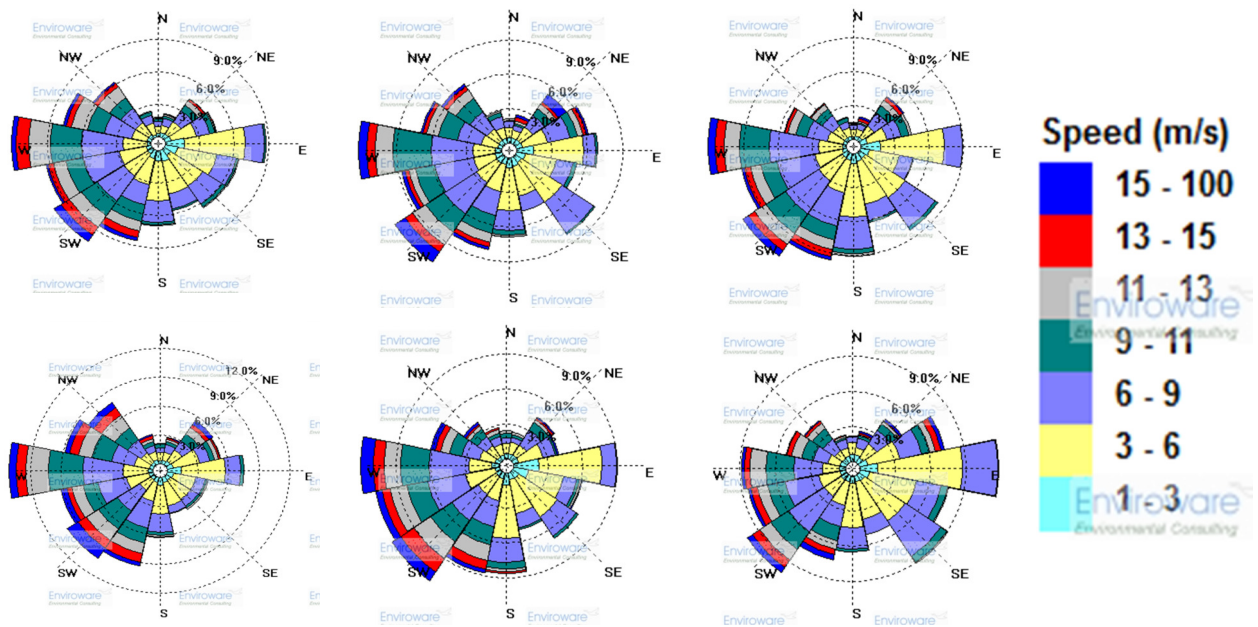 Enviroware
Environmental Consulting
N
NW
NE
9.0%
6.0%
3.0%
W
E
SW
SE
S
N
NW
NE
9.0%
6.0%
3.0%
W
E
SW
SE
S
N
NW
NE
9.0%
6.0%
3.0%
W
E
SW
SE
S
Speed (m/s)
15 - 100
13 - 15
11 - 13
9 - 11
6 - 9
3 - 6
1 - 3
Enviroware
Environmental Consulting
N
NW
NE
12.0%
9.0%
6.0%
3.0%
W
E
SW
SE
S
N
NW
NE
9.0%
6.0%
3.0%
W
E
SW
SE
S
N
NW
NE
9.0%
6.0%
3.0%
W
E
SW
SE
S